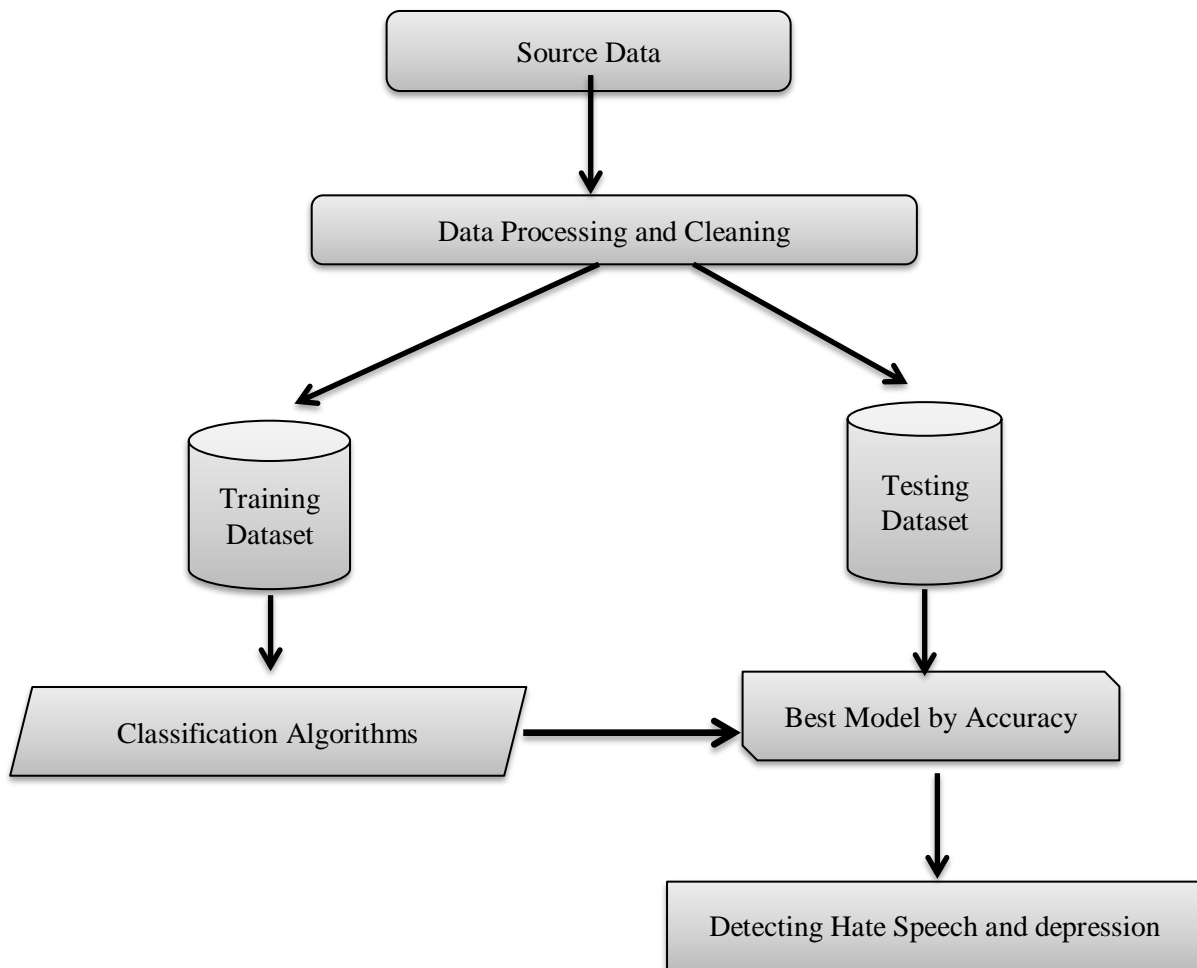 Source Data
Data Processing and Cleaning
Training
Dataset
Testing
Dataset
Classification Algorithms
Best Model by Accuracy
Detecting Hate Speech and depression